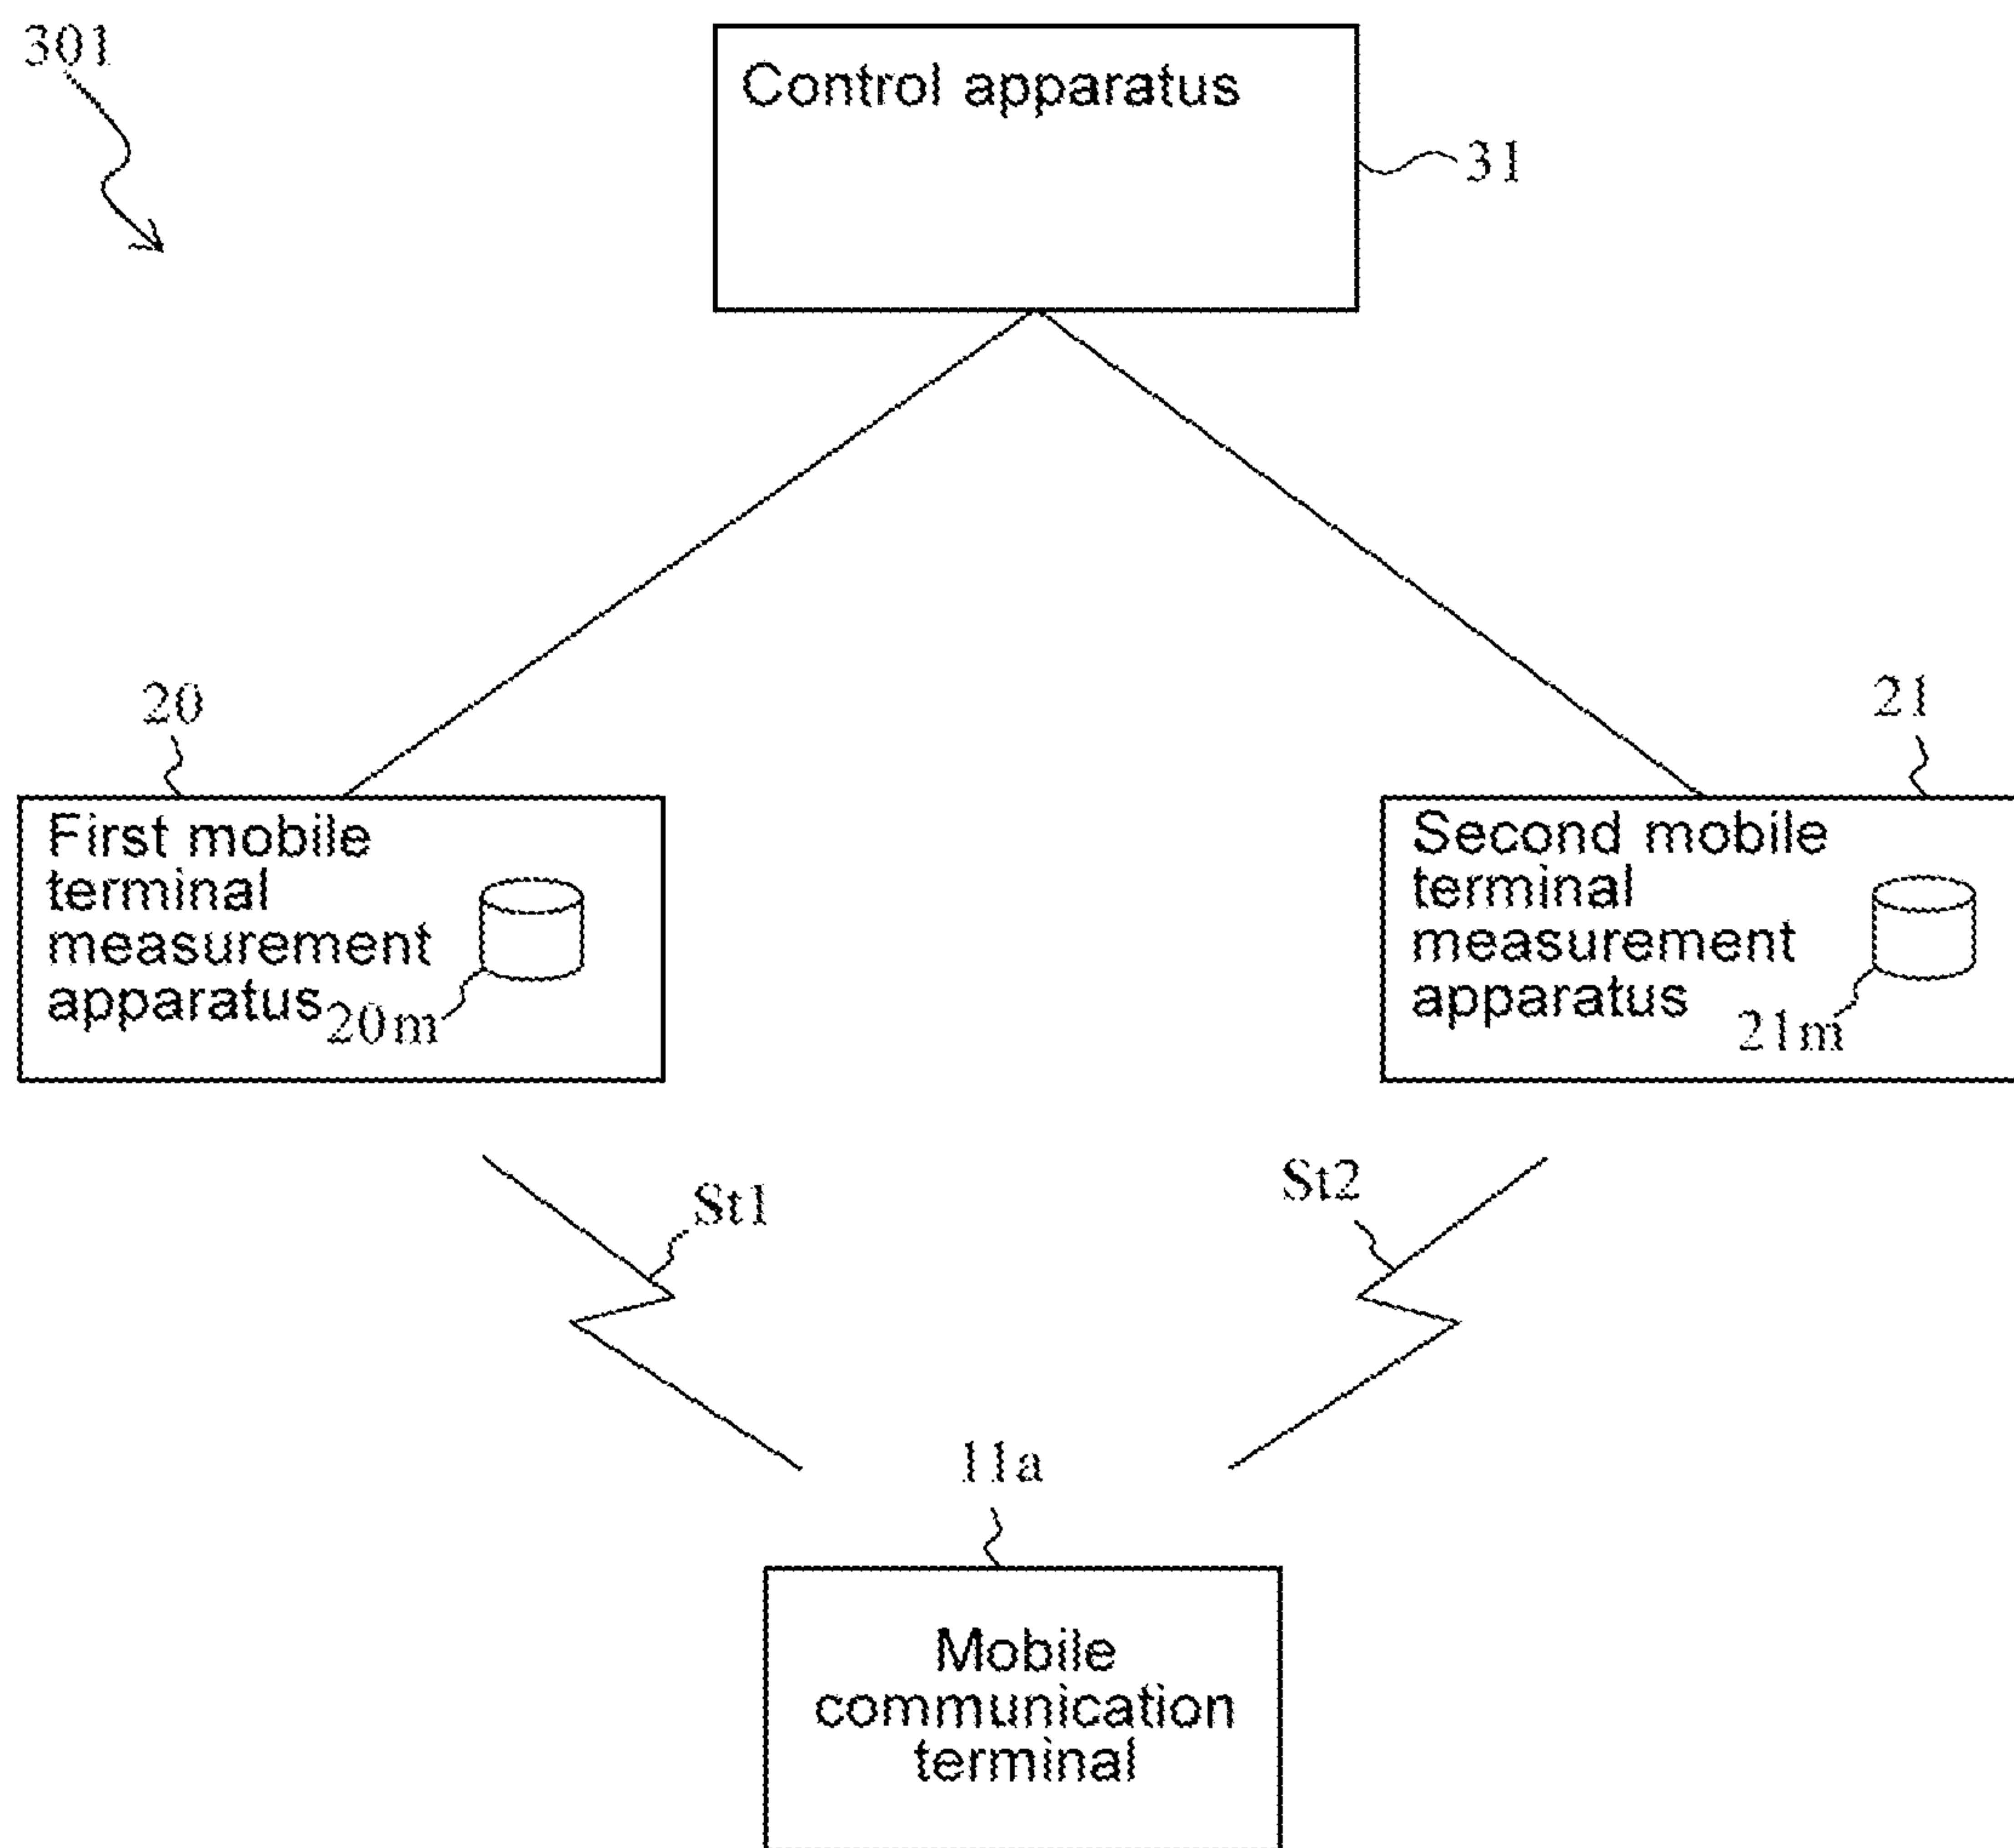 301
Control apparatus
31
20
21
First mobile
terminal
measurement
apparatus
20m
Second mobile
terminal
measurement
apparatus
21m
St1
St2
11a
Mobile
communication
terminal